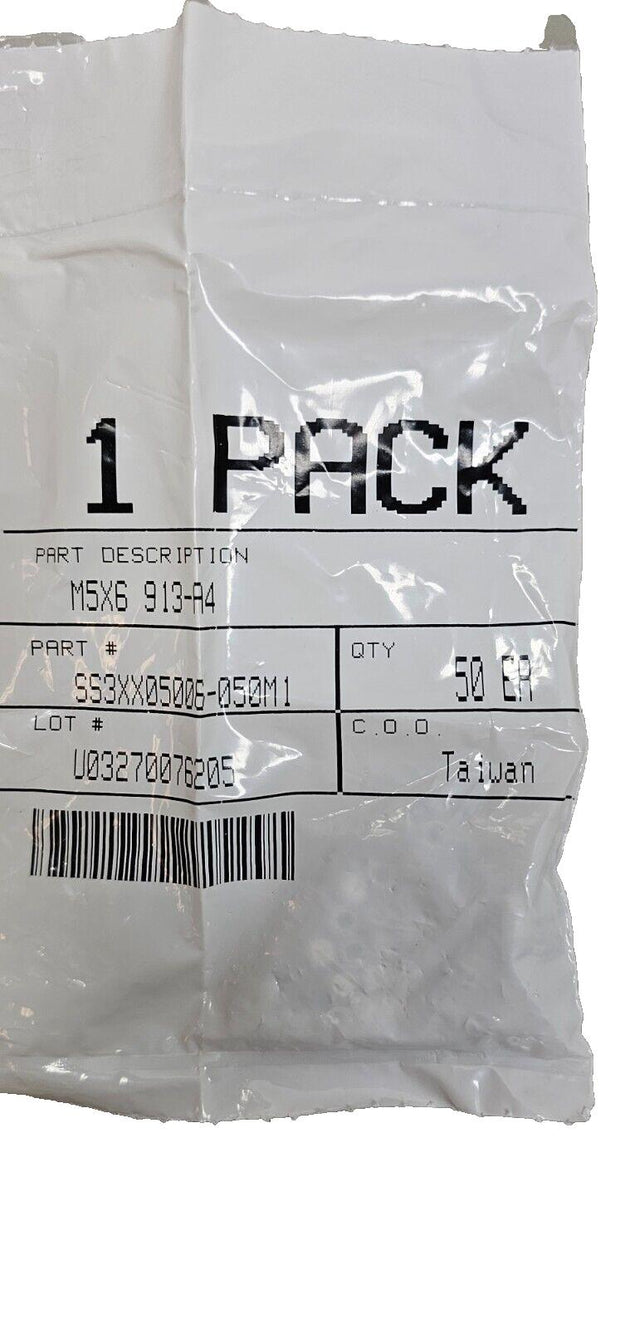 1 PACK
PART DESCRIPTION
M5X6 913-A4
PART #
QTY
SS3XX05006-050M1
50 EA
LOT #
C.O.O.
U03270076205
Taiwan